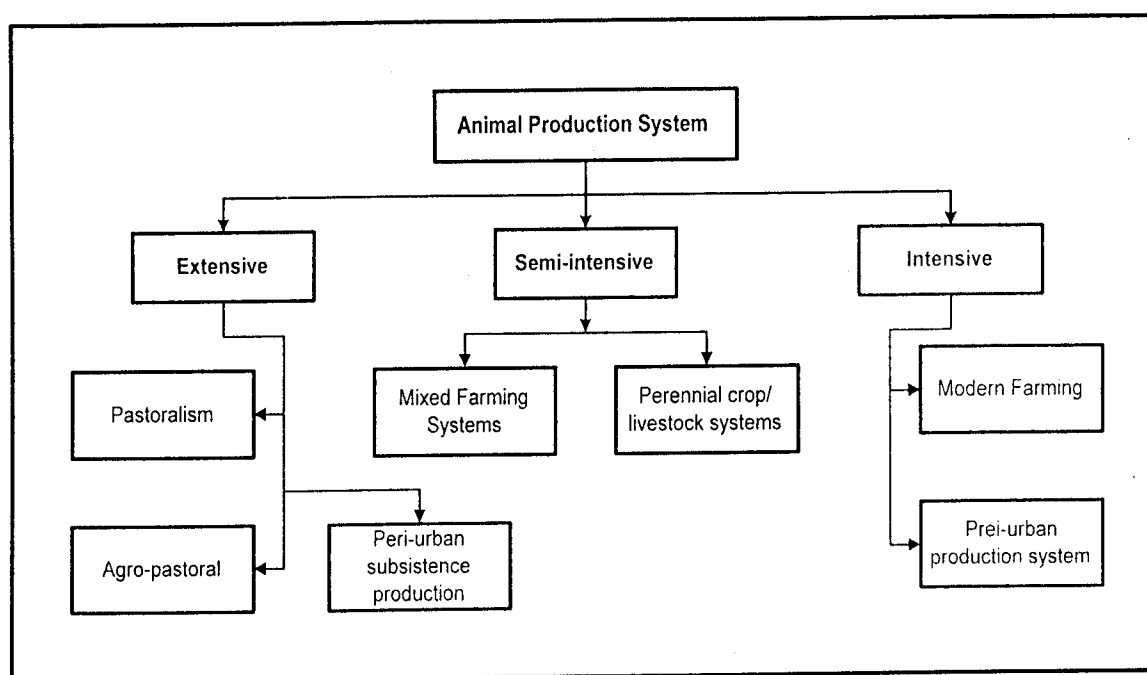 Animal Production System
Extensive
Semi-intensive
Intensive
Pastoralism
Agro-pastoral
Peri-urban
subsistence
production
Mixed Farming
Systems
Perennial crop/
livestock systems
Modern Farming
Prei-urban
production system